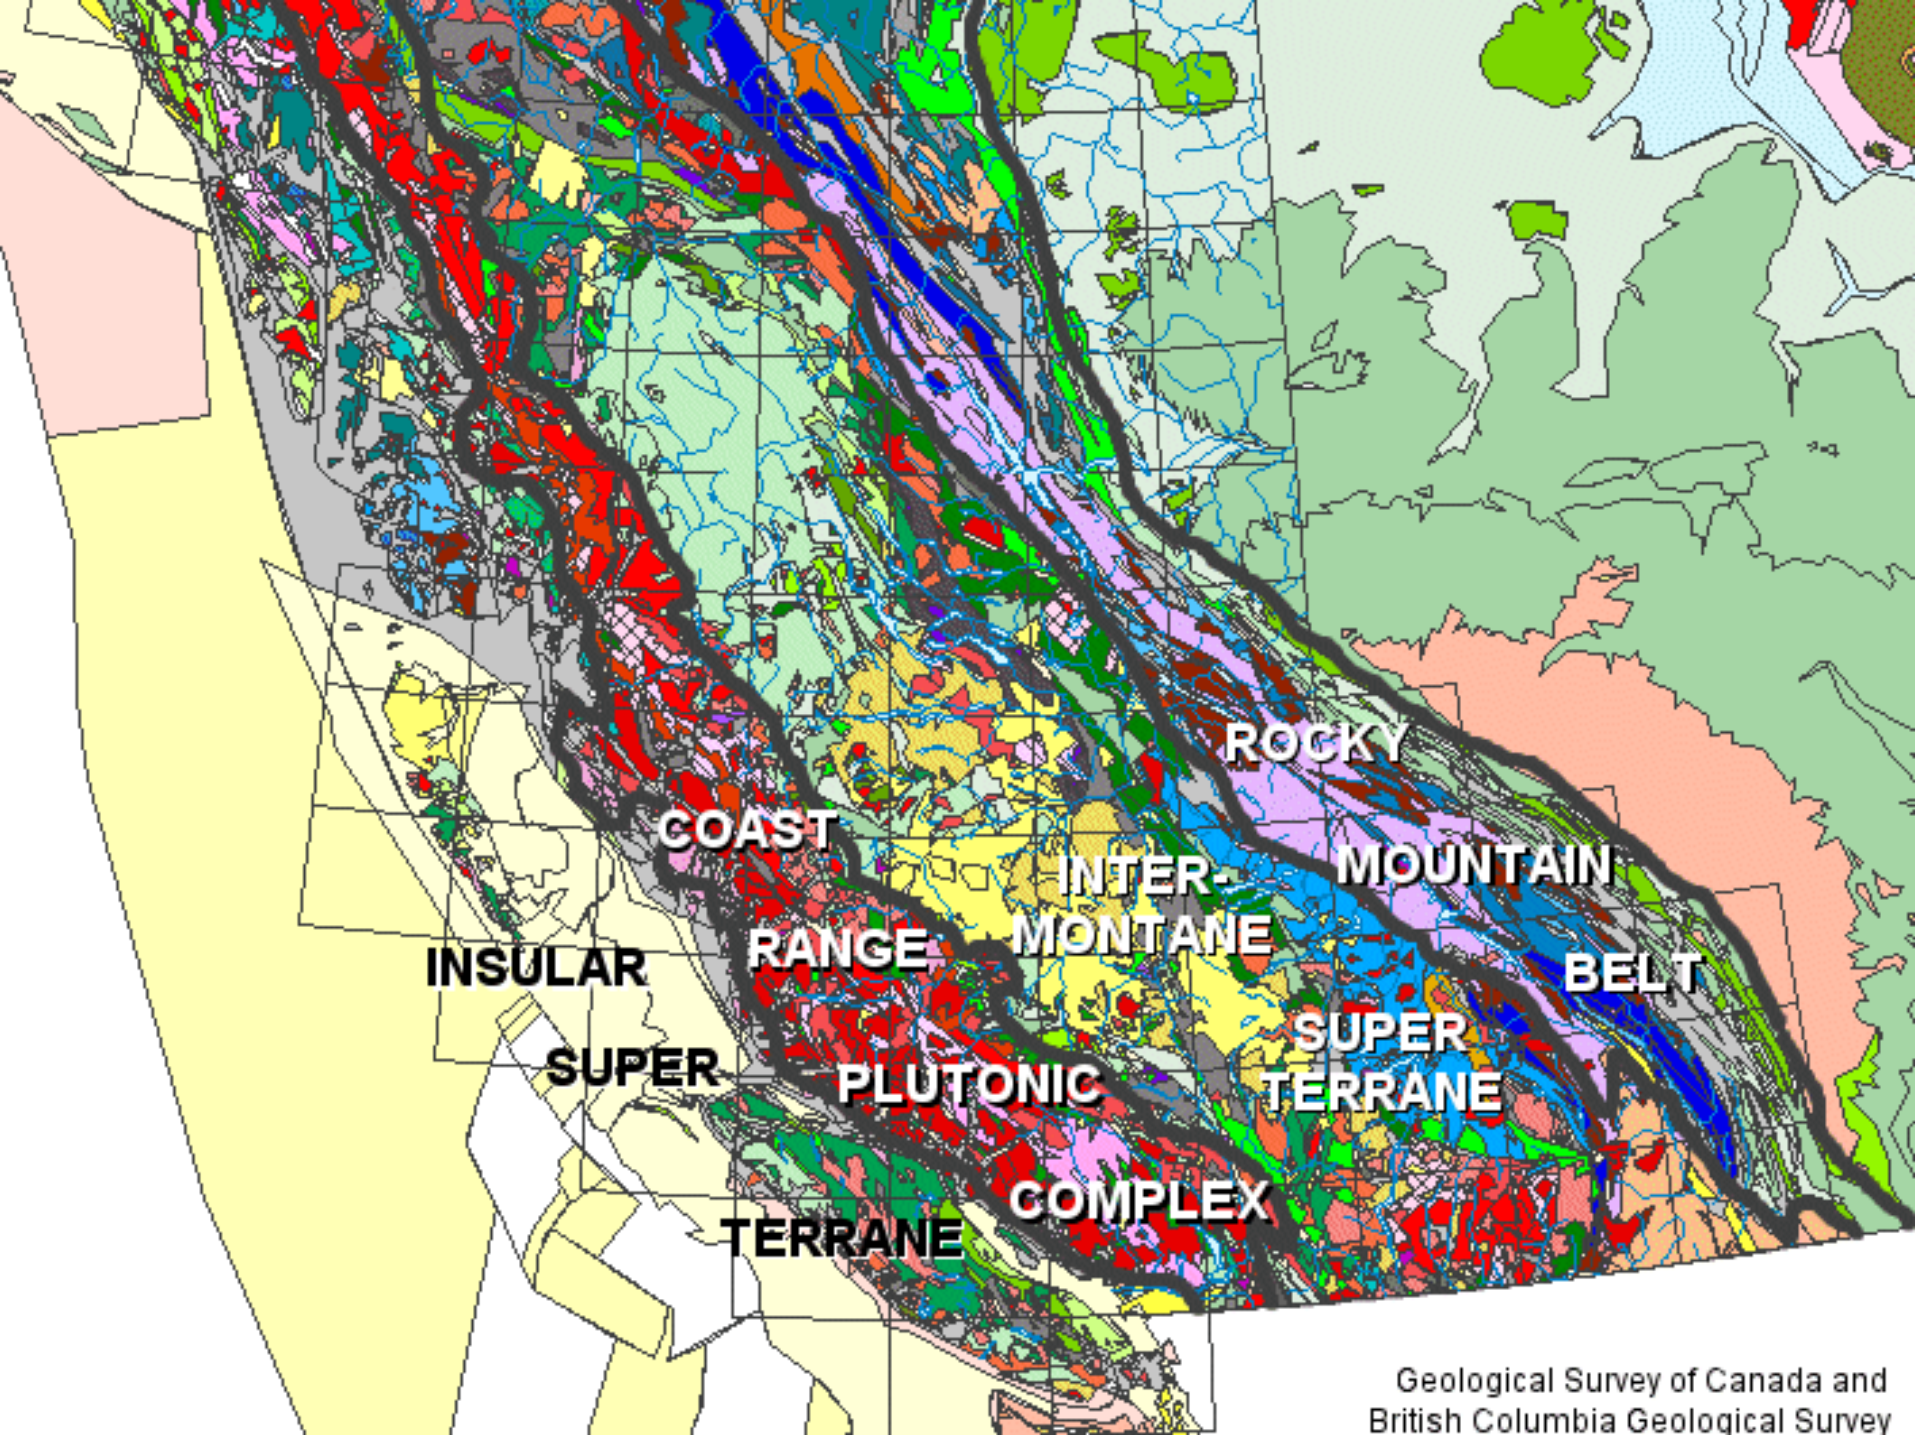 ROCKY
MOUNTAIN
BELT
COAST
RANGE
PLUTONIC
COMPLEX
INTER-
MONTANE
SUPER
TERRANE
INSULAR
SUPER
TERRANE
Geological Survey of Canada and
British Columbia Geological Survey